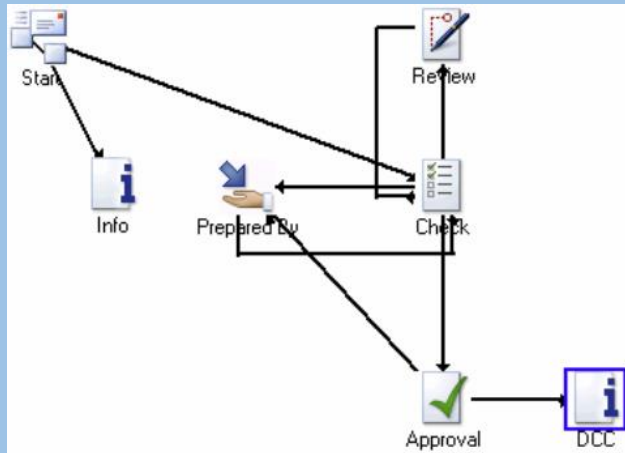 Start
Review
Info
Prepared By
Check
Approval
DCC